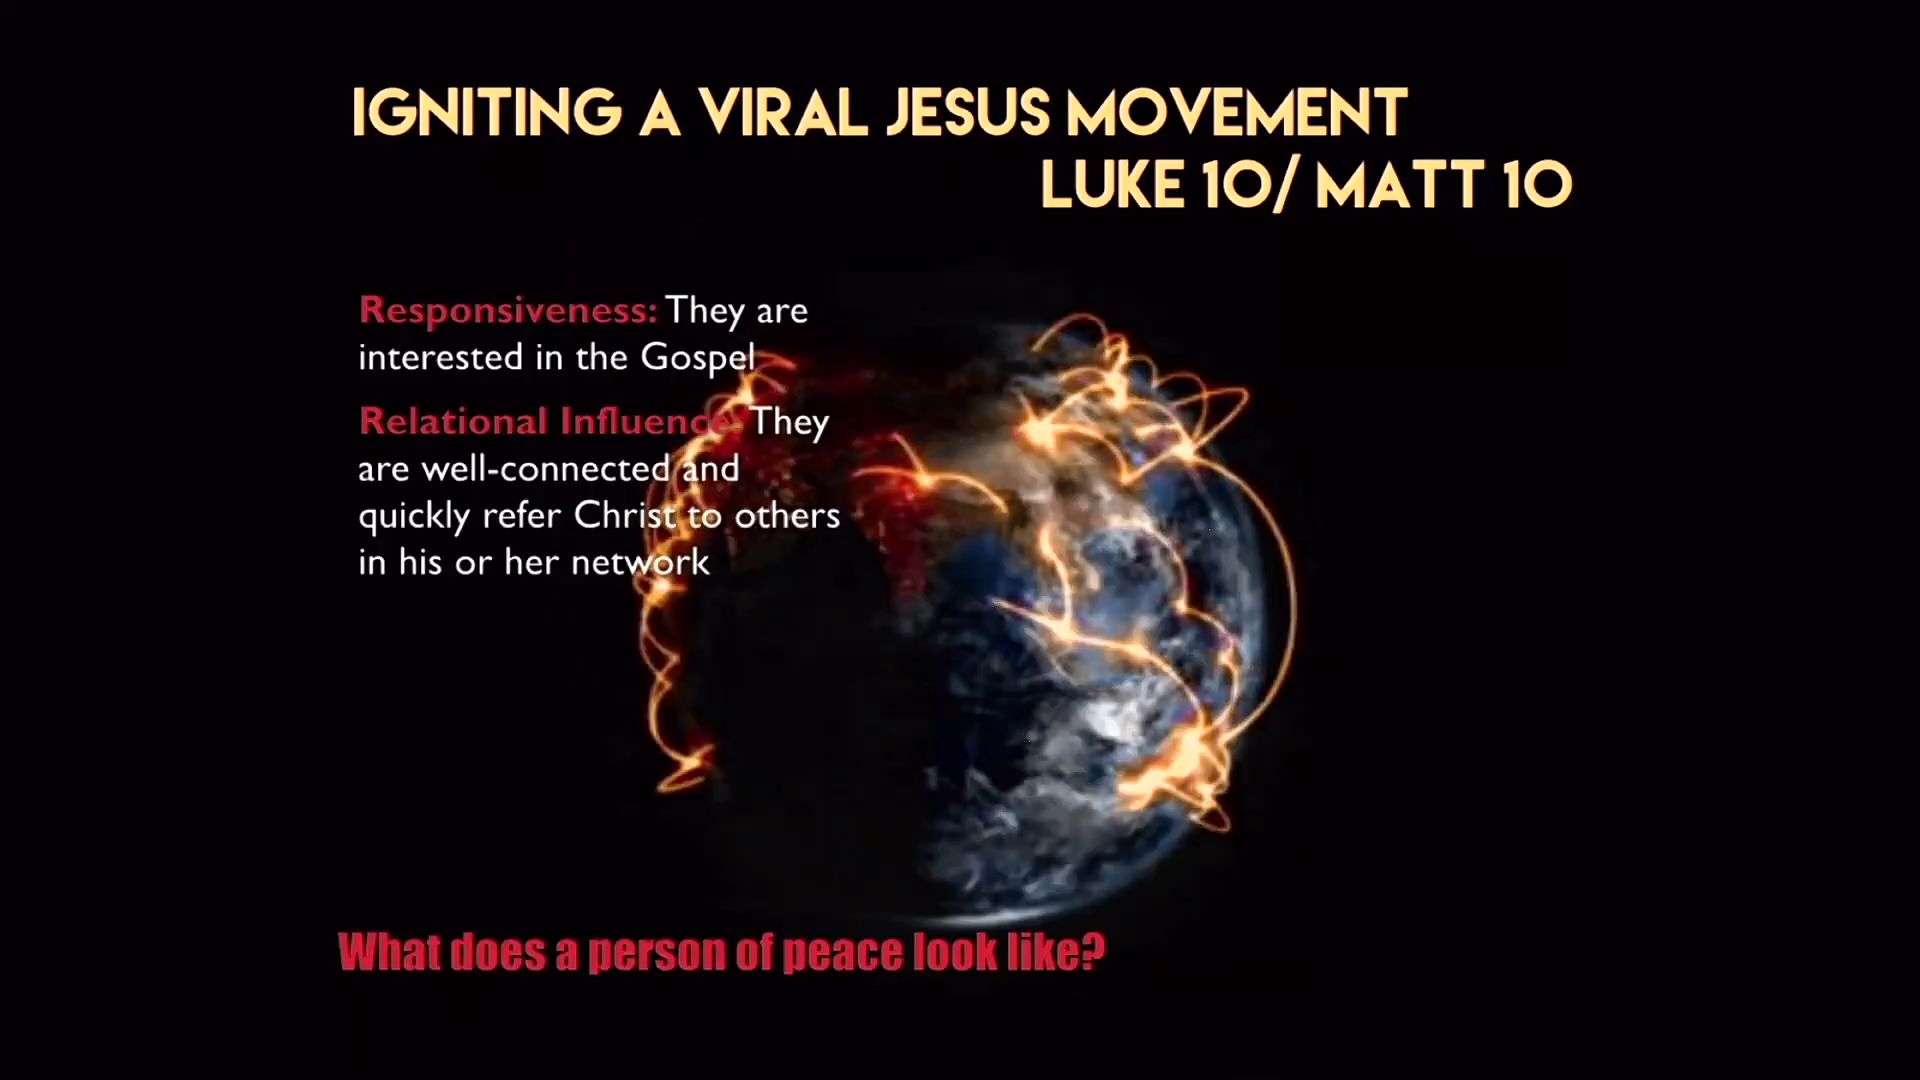 IGNITING A VIRAL JESUS MOVEMENT
LUKE 10/ MATT 10
Responsiveness: They are
interested in the Gospel
Relational Influence: They
are well-connected and
quickly refer Christ to others
in his or her network
What does a person of peace look like?